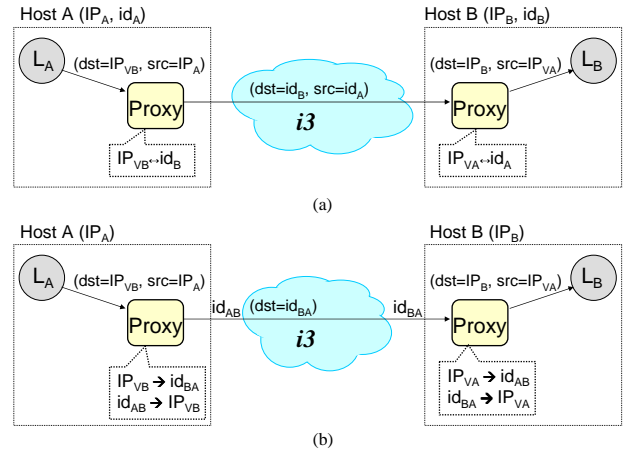 Host A (IP_A, id_A)
Host B (IP_B, id_B)
L_A
(dst=IP_VB, src=IP_A)
Proxy
IP_VB↔id_B
(dst=id_B, src=id_A)
i3
(dst=IP_B, src=IP_VA)
L_B
Proxy
IP_VA↔id_A
(a)
Host A (IP_A)
Host B (IP_B)
L_A
(dst=IP_VB, src=IP_A)
Proxy
IP_VB → id_BA
id_AB → IP_VB
id_AB
(dst=id_BA)
i3
id_BA
(dst=IP_B, src=IP_VA)
L_B
Proxy
IP_VA → id_AB
id_BA → IP_VA
(b)